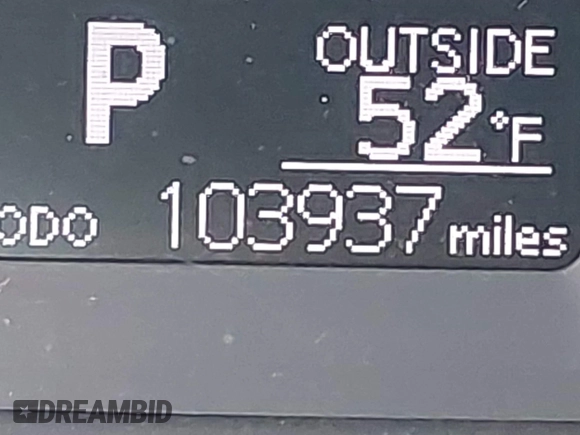 P
OUTSIDE
52°F
ODO 103937 miles
DREAMBID